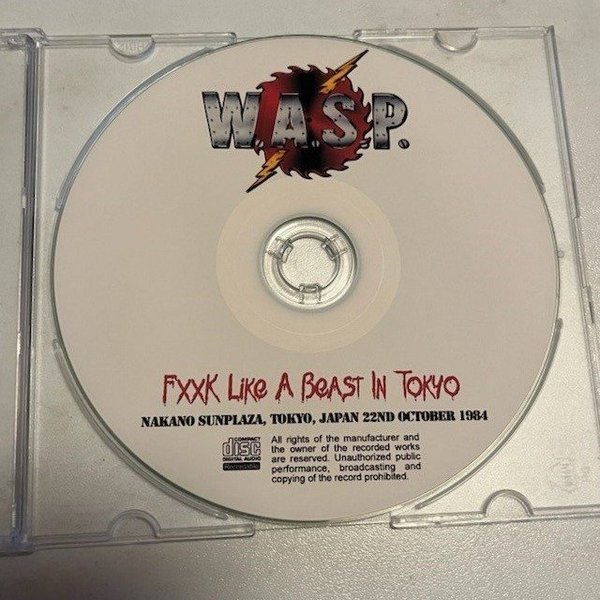 W.A.S.P.
FXXK LIKE A BEAST IN TOKYO
NAKANO SUNPLAZA, TOKYO, JAPAN 22ND OCTOBER 1984
COMPACT
disc
DIGITAL AUDIO
Recordable
All rights of the manufacturer and
the owner of the recorded works
are reserved. Unauthorized public
performance, broadcasting and
copying of the record prohibited.